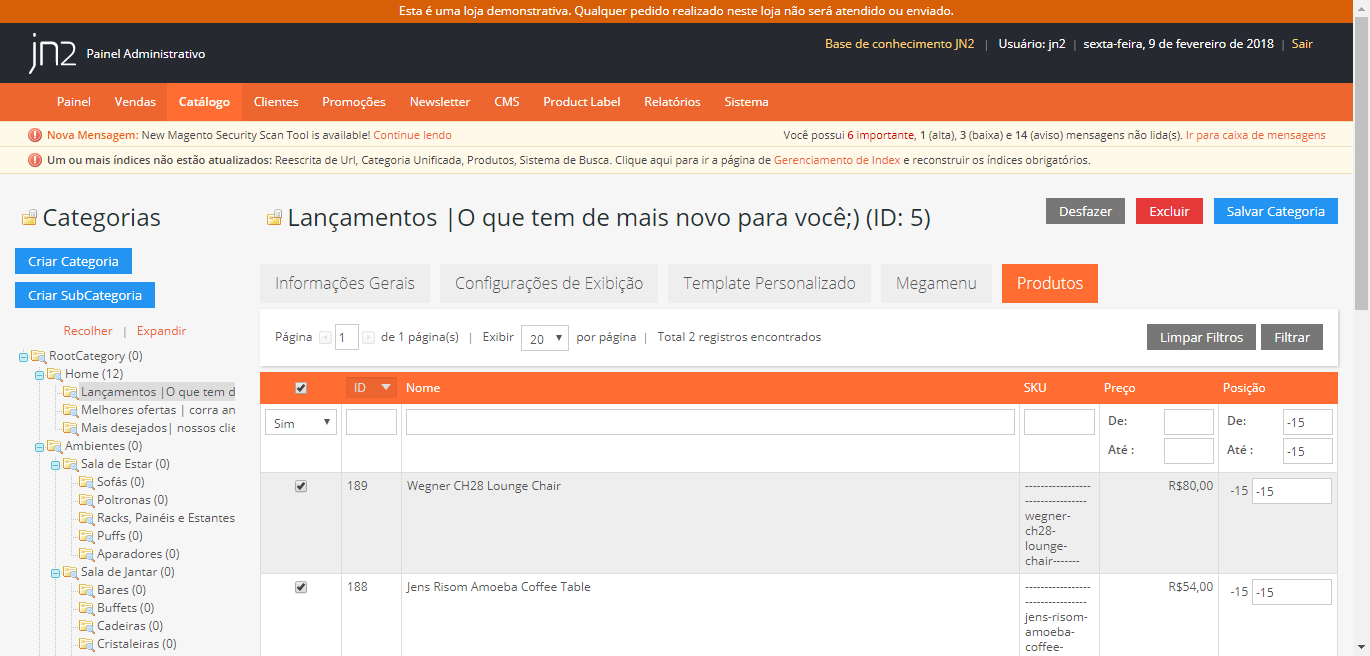 Esta é uma loja demonstrativa. Qualquer pedido realizado neste loja não será atendido ou enviado.
jn2 Painel Administrativo
Base de conhecimento JN2 | Usuário: jn2 | sexta-feira, 9 de fevereiro de 2018 | Sair
Painel Vendas Catálogo Clientes Promoções Newsletter CMS Product Label Relatórios Sistema
Nova Mensagem: New Magento Security Scan Tool is available! Continue lendo Você possui 6 importante, 1 (alta), 3 (baixa) e 14 (aviso) mensagens não lida(s). Ir para caixa de mensagens
Um ou mais índices não estão atualizados: Reescrita de Url, Categoria Unificada, Produtos, Sistema de Busca. Clique aqui para ir a página de Gerenciamento de Index e reconstruir os índices obrigatórios.
Categorias
Criar Categoria
Criar SubCategoria
Recolher | Expandir
RootCategory (0)
Home (12)
Lançamentos |O que tem d
Melhores ofertas | corra an
Mais desejados| nossos clie
Ambientes (0)
Sala de Estar (0)
Sofás (0)
Poltronas (0)
Racks, Painéis e Estantes
Puffs (0)
Aparadores (0)
Sala de Jantar (0)
Bares (0)
Buffets (0)
Cadeiras (0)
Cristaleiras (0)
Lançamentos |O que tem de mais novo para você;) (ID: 5)
Desfazer Excluir Salvar Categoria
Informações Gerais Configurações de Exibição Template Personalizado Megamenu Produtos
Página 1 de 1 página(s) | Exibir 20 por página | Total 2 registros encontrados
Limpar Filtros Filtrar
ID Nome SKU Preço Posição
Sim De: De: -15
Até : Até : -15
189 Wegner CH28 Lounge Chair R$80,00 -15 -15
-----------------
----------------
wegner-
ch28-
lounge-
chair-------
188 Jens Risom Amoeba Coffee Table R$54,00 -15 -15
-----------------
----------------
jens-risom-
amoeba-
coffee-